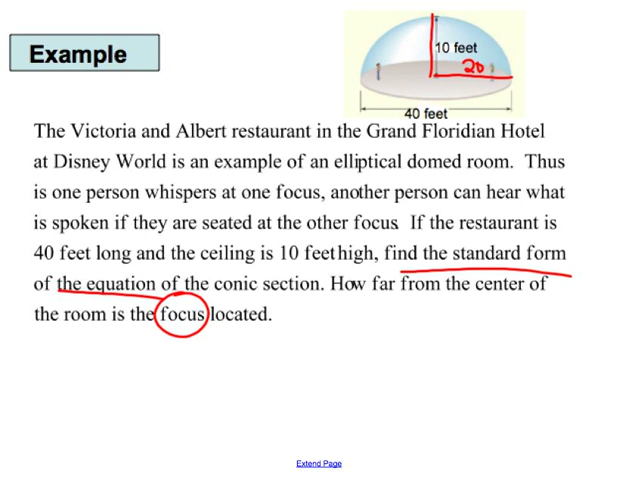 10 feet
20
Example
40 feet
The Victoria and Albert restaurant in the Grand Floridian Hotel
at Disney World is an example of an elliptical domed room. Thus
is one person whispers at one focus, another person can hear what
is spoken if they are seated at the other focus. If the restaurant is
40 feet long and the ceiling is 10 feet high, find the standard form
of the equation of the conic section. How far from the center of
the room is the focus located.
Extend Page